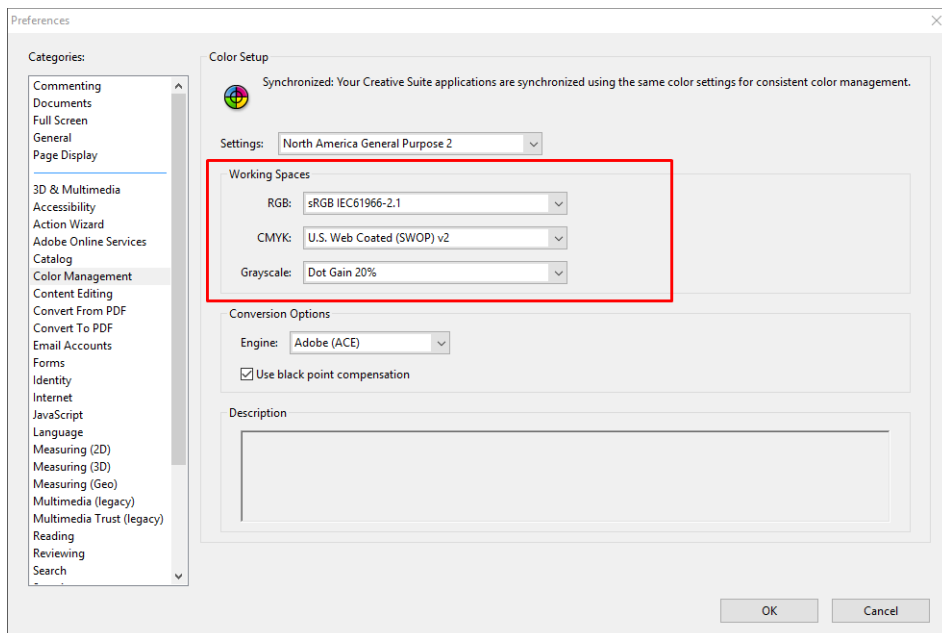 Preferences
Categories:
Commenting
Documents
Full Screen
General
Page Display
3D & Multimedia
Accessibility
Action Wizard
Adobe Online Services
Catalog
Color Management
Content Editing
Convert From PDF
Convert To PDF
Email Accounts
Forms
Identity
Internet
JavaScript
Language
Measuring (2D)
Measuring (3D)
Measuring (Geo)
Multimedia (legacy)
Multimedia Trust (legacy)
Reading
Reviewing
Search
Color Setup
Synchronized: Your Creative Suite applications are synchronized using the same color settings for consistent color management.
Settings: North America General Purpose 2
Working Spaces
RGB: sRGB IEC61966-2.1
CMYK: U.S. Web Coated (SWOP) v2
Grayscale: Dot Gain 20%
Conversion Options
Engine: Adobe (ACE)
Use black point compensation
Description
OK Cancel